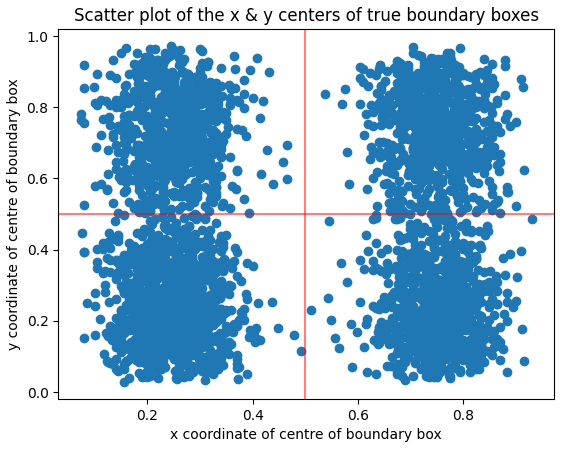 Scatter plot of the x & y centers of true boundary boxes
y coordinate of centre of boundary box
1.0
0.8
0.6
0.4
0.2
0.0
0.2 0.4 0.6 0.8
x coordinate of centre of boundary box